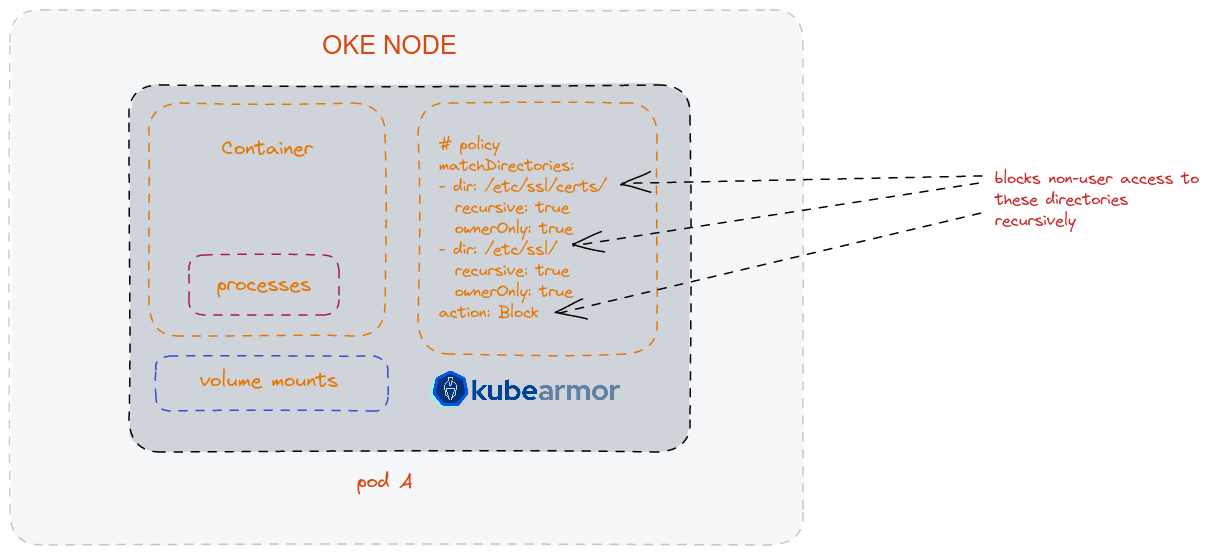 OKE NODE
Container
processes
volume mounts
# policy
matchDirectories:
- dir: /etc/ssl/certs/
  recursive: true
  ownerOnly: true
- dir: /etc/ssl/
  recursive: true
  ownerOnly: true
action: Block
kubearmor
pod A
blocks non-user access to
these directories
recursively